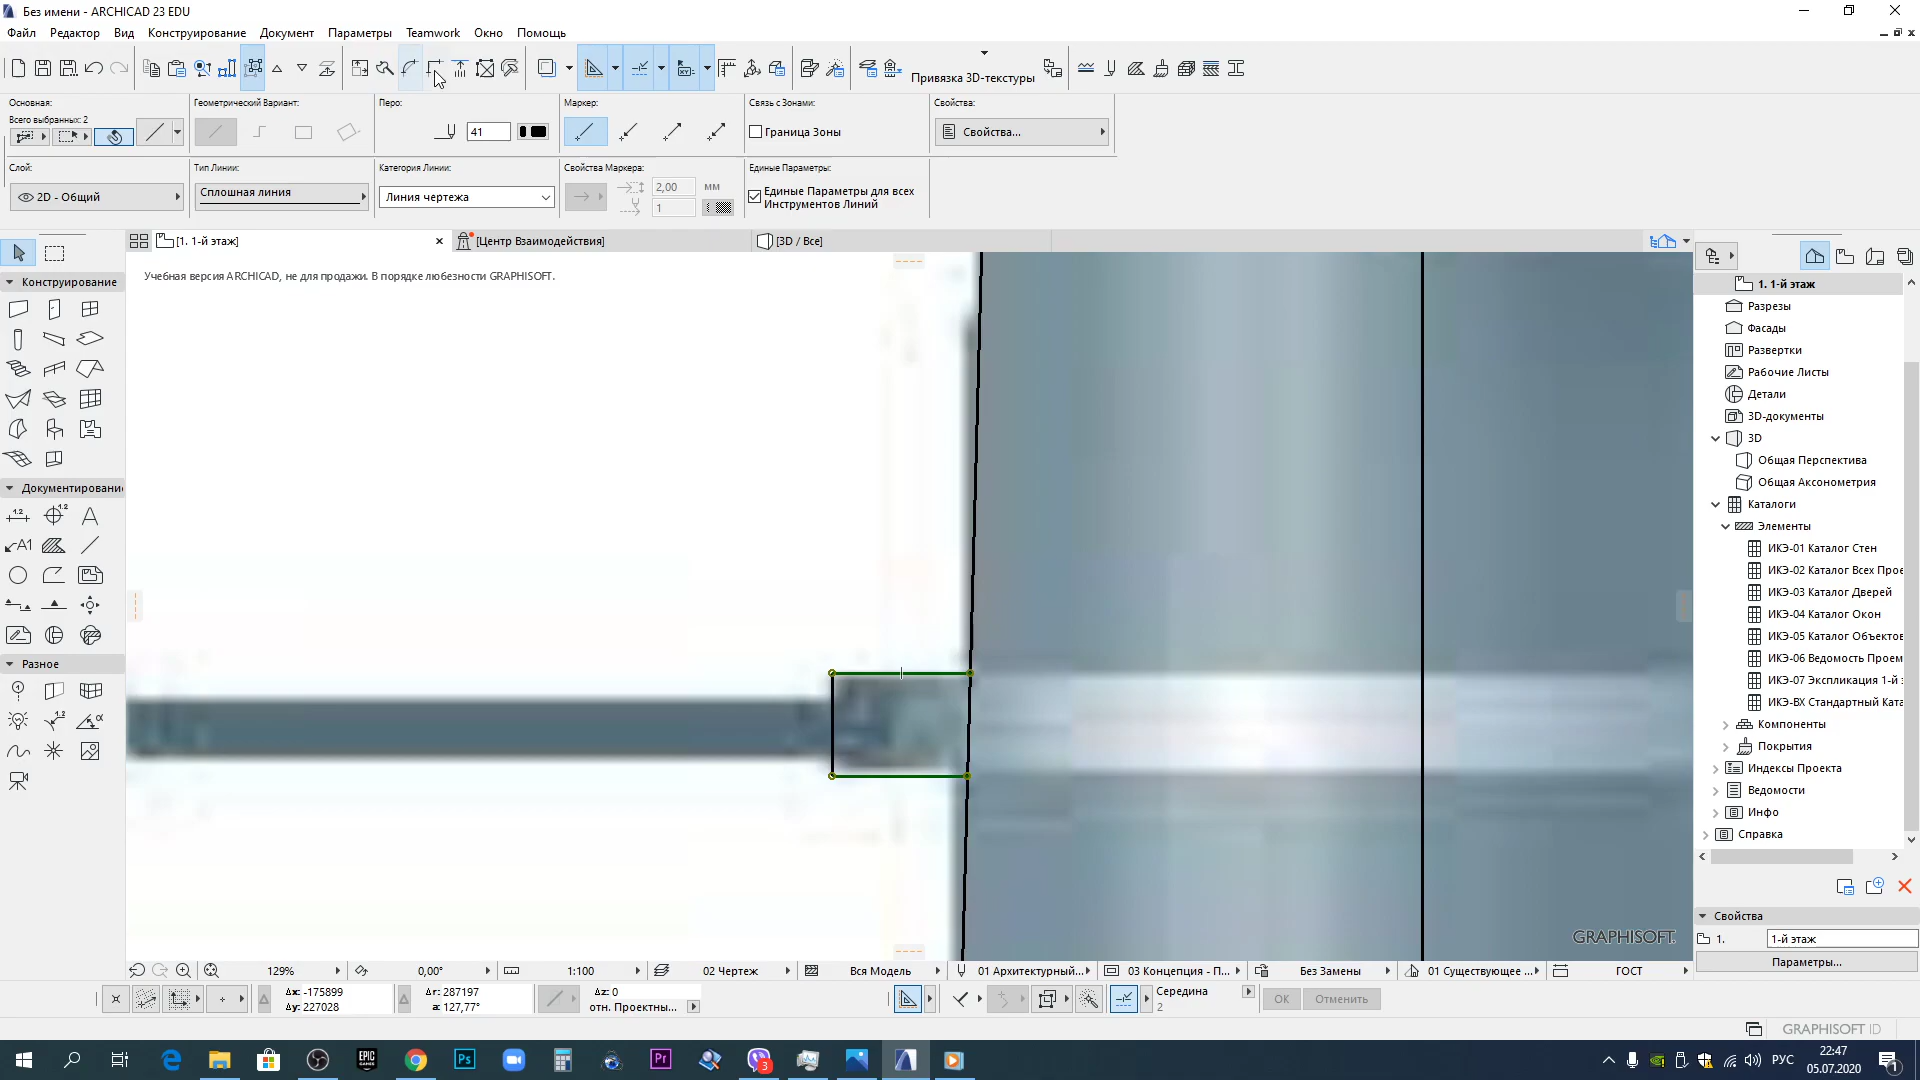 Без имени - ARCHICAD 23 EDU
Файл Редактор Вид Конструирование Документ Параметры Teamwork Окно Помощь
Привязка 3D-текстуры
Основная: Геометрический Вариант: Перо: Маркер: Связь с Зонами: Свойства:
Всего выбранных: 2
41 Граница Зоны Свойства...
Слой: Тип Линии: Категория Линии: Свойства Маркера: Единые Параметры:
2D - Общий Сплошная линия Линия чертежа 2,00 мм Единые Параметры для всех
1 Инструментов Линий
[1. 1-й этаж] [Центр Взаимодействия] [3D / Все]
Учебная версия ARCHICAD, не для продажи. В порядке любезности GRAPHISOFT.
Конструирование
Документировани
Разное
1. 1-й этаж
Разрезы
Фасады
Развертки
Рабочие Листы
Детали
3D-документы
3D
Общая Перспектива
Общая Аксонометрия
Каталоги
Элементы
ИКЭ-01 Каталог Стен
ИКЭ-02 Каталог Всех Прое
ИКЭ-03 Каталог Дверей
ИКЭ-04 Каталог Окон
ИКЭ-05 Каталог Объектов
ИКЭ-06 Ведомость Проем
ИКЭ-07 Экспликация 1-й э
ИКЭ-ВХ Стандартный Ката
Компоненты
Покрытия
Индексы Проекта
Ведомости
Инфо
Справка
Свойства
1. 1-й этаж
Параметры...
GRAPHISOFT.
129% 0,00° 1:100 02 Чертеж Вся Модель 01 Архитектурный... 03 Концепция - П... Без Замены 01 Существующее ... ГОСТ
Δx: -175899 Δr: 287197 Δz: 0 Середина ОК Отменить
Δy: 227028 a: 127,77° отн. Проектны... 2
GRAPHISOFT ID
РУС 22:47
05.07.2020